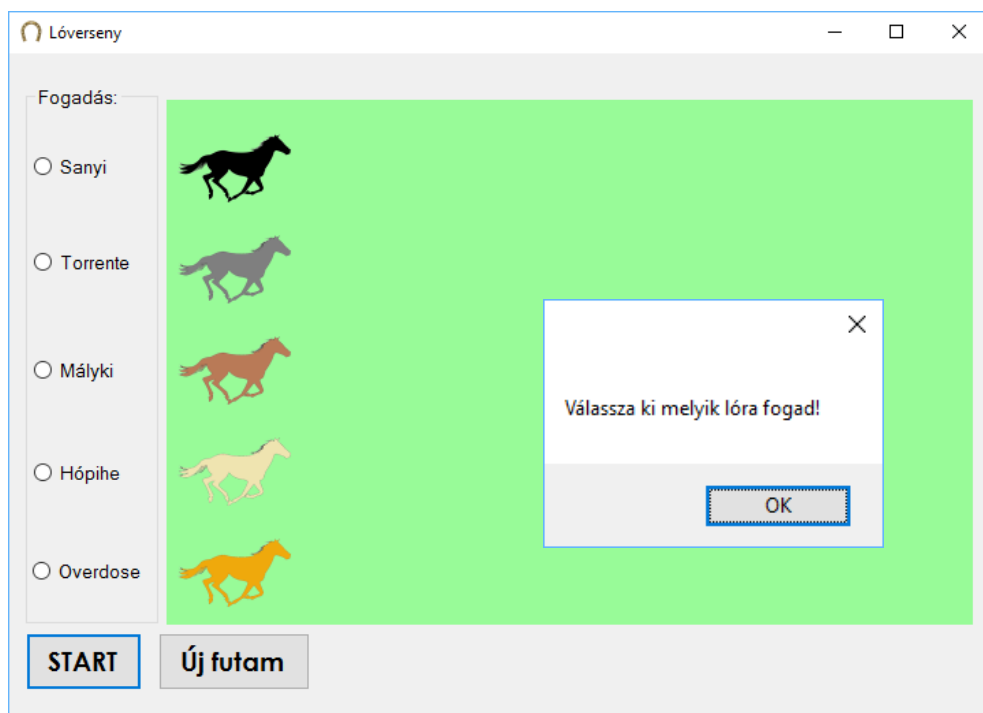 Lóverseny
Fogadás:
Sanyi
Torrente
Mályki
Hópihe
Overdose
Válassza ki melyik lóra fogad!
OK
START
Új futam